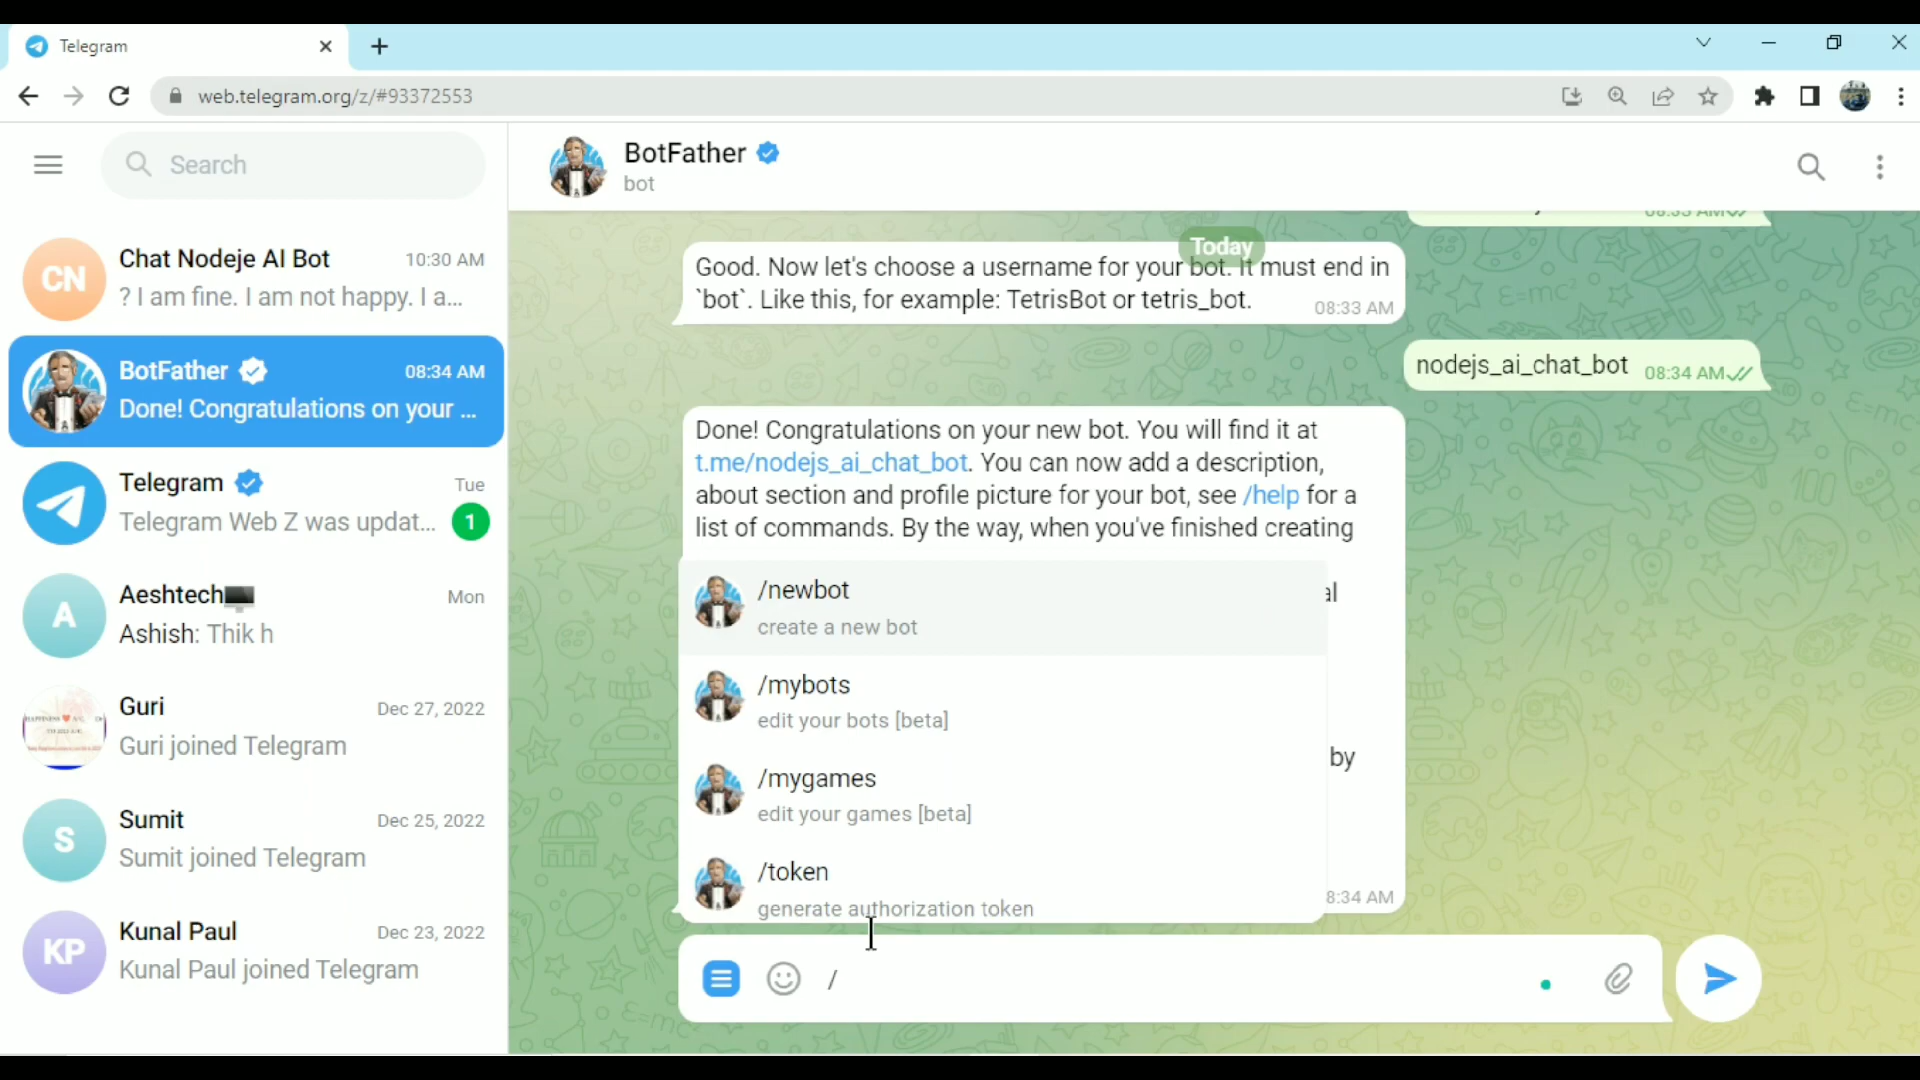 Telegram
web.telegram.org/z/#93372553
Search
CN
Chat Nodeje AI Bot
10:30 AM
? I am fine. I am not happy. I a...
BotFather
08:34 AM
Done! Congratulations on your ...
Telegram
Tue
Telegram Web Z was updat...
1
A
Aeshtech
Mon
Ashish: Thik h
Guri
Dec 27, 2022
Guri joined Telegram
S
Sumit
Dec 25, 2022
Sumit joined Telegram
KP
Kunal Paul
Dec 23, 2022
Kunal Paul joined Telegram
BotFather
bot
Today
Good. Now let's choose a username for your bot. It must end in
`bot`. Like this, for example: TetrisBot or tetris_bot.
08:33 AM
nodejs_ai_chat_bot
08:34 AM
Done! Congratulations on your new bot. You will find it at
t.me/nodejs_ai_chat_bot. You can now add a description,
about section and profile picture for your bot, see /help for a
list of commands. By the way, when you've finished creating
/newbot
create a new bot
/mybots
edit your bots [beta]
by
/mygames
edit your games [beta]
/token
generate authorization token
8:34 AM
/